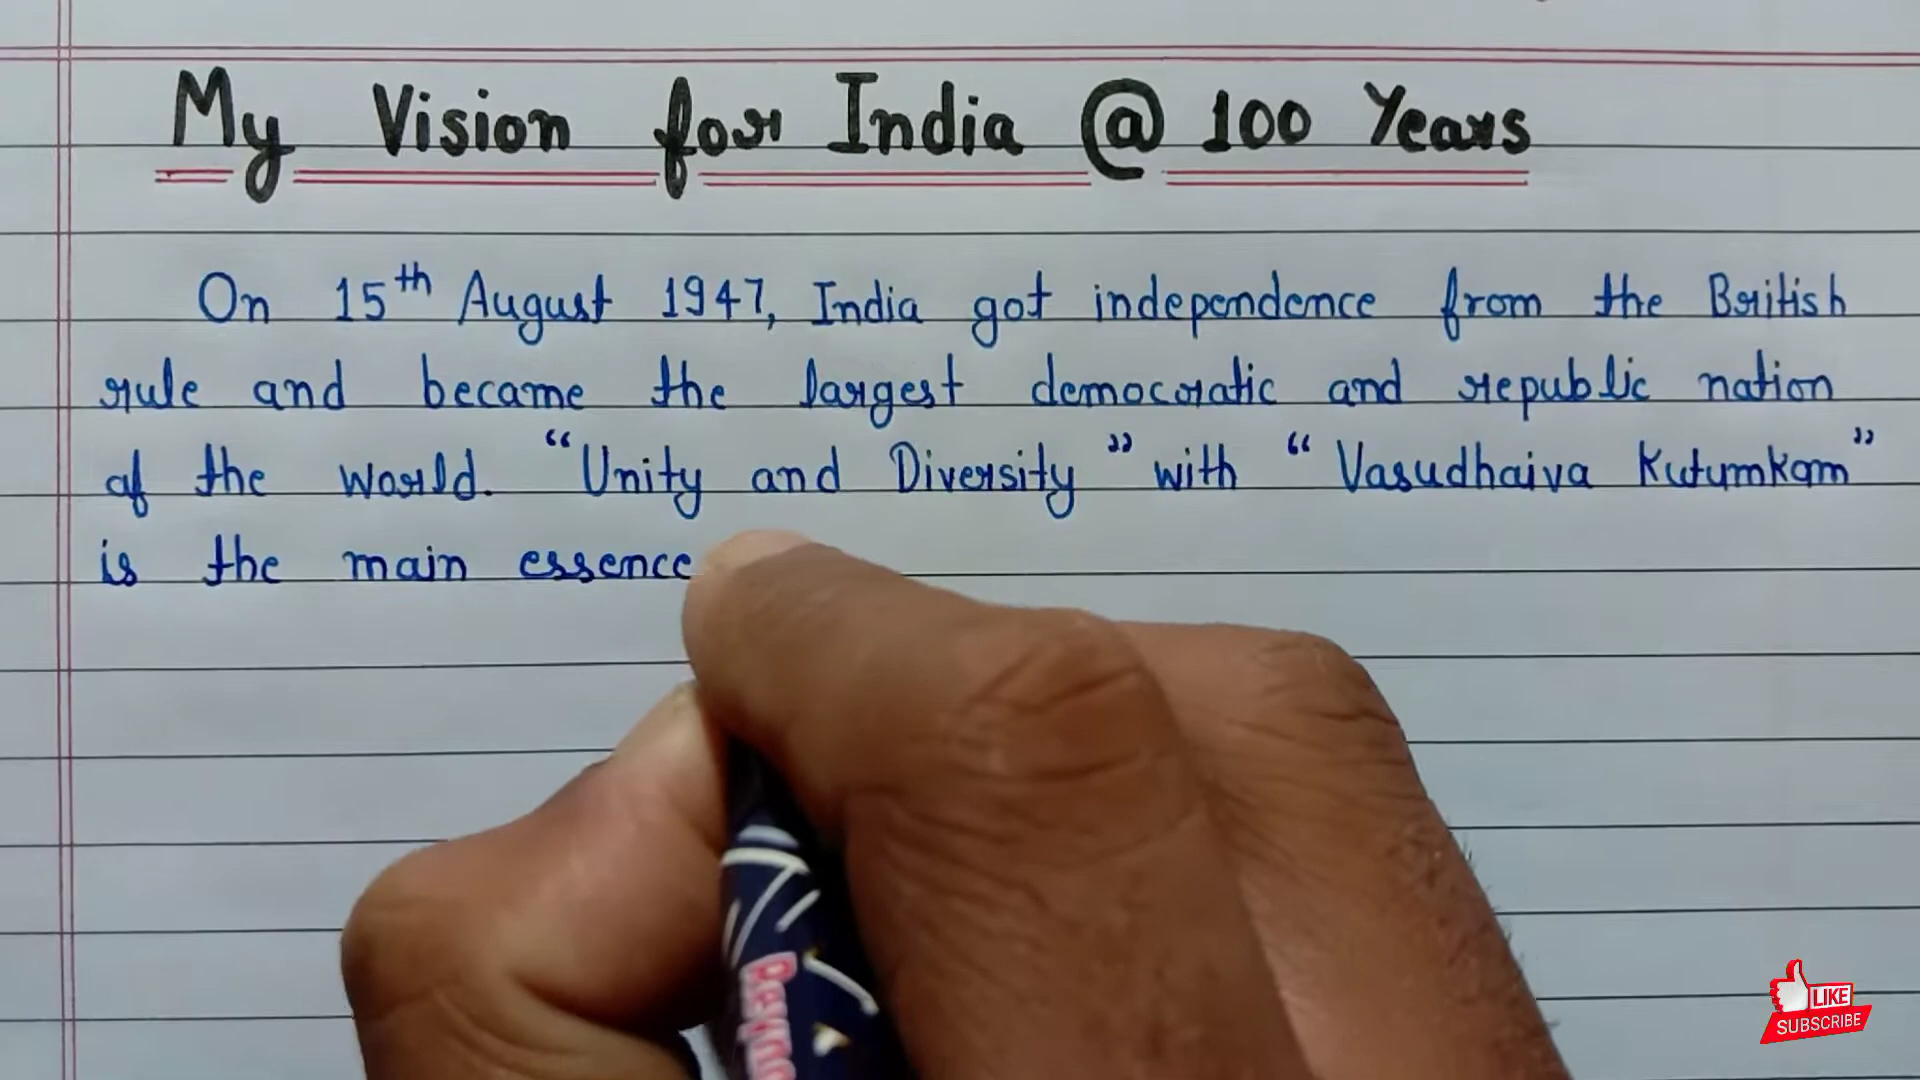 My Vision for India @ 100 Years
On 15th August 1947, India got independence from the British
rule and became the largest democratic and republic nation
of the world. “Unity and Diversity” with “Vasudhaiva Kutumkam”
is the main essence
LIKE
SUBSCRIBE